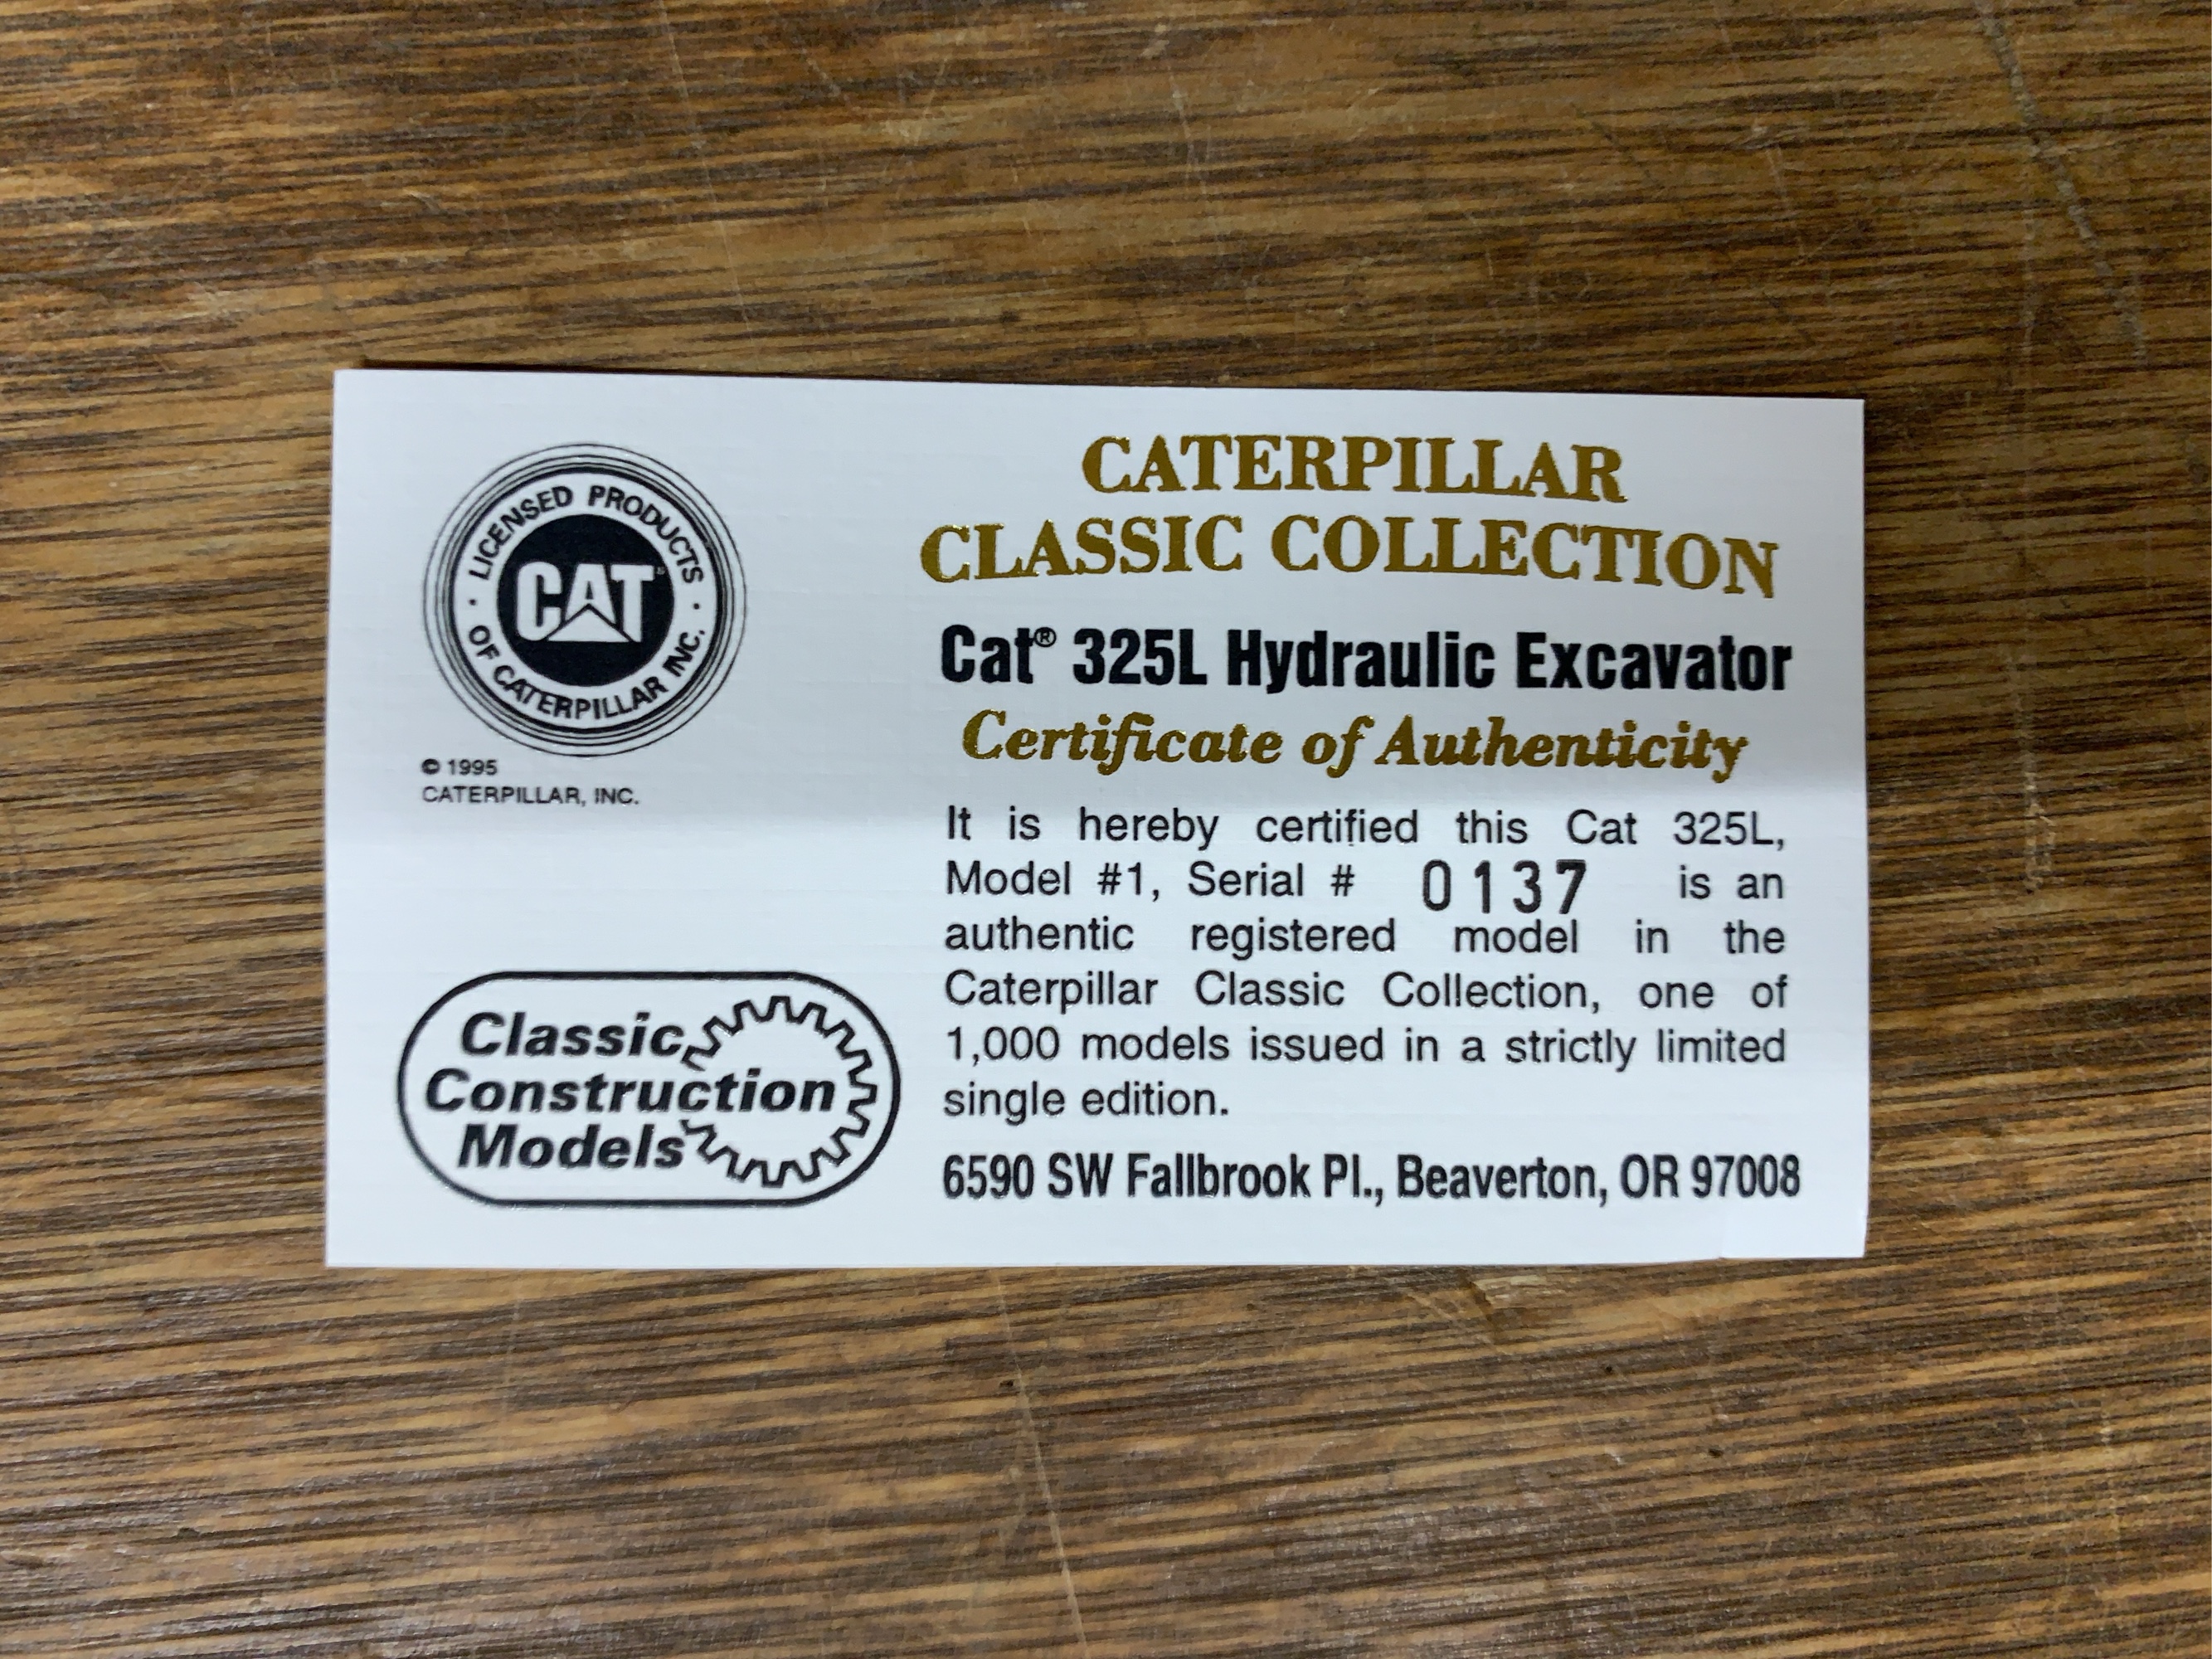 LICENSED PRODUCTS
CAT®
OF CATERPILLAR INC.
© 1995
CATERPILLAR, INC.
Classic
Construction
Models
CATERPILLAR
CLASSIC COLLECTION
Cat® 325L Hydraulic Excavator
Certificate of Authenticity
It is hereby certified this Cat 325L,
Model #1, Serial # 0137 is an
authentic registered model in the
Caterpillar Classic Collection, one of
1,000 models issued in a strictly limited
single edition.
6590 SW Fallbrook Pl., Beaverton, OR 97008